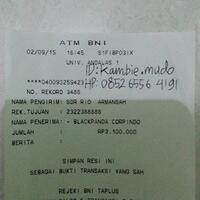 ATM BNI
02/09/15 16:45 S1FIBP03IX
UNIV. ANDALAS 1
ID: Kambie.mudo
****040093259423
HP: 0852 6556 4191
NO. REKORD 3486
NAMA PENGIRIM: SDR RIO ARMANSAH
REK.TUJUAN : 2322388888
NAMA PENERIMA: - BLACKPANDA CORPINDO
JUMLAH : RP3.100.000
BERITA :
SIMPAN RESI INI
SEBAGAI BUKTI TRANSAKSI YANG SAH
REJEKI BNI TAPLUS